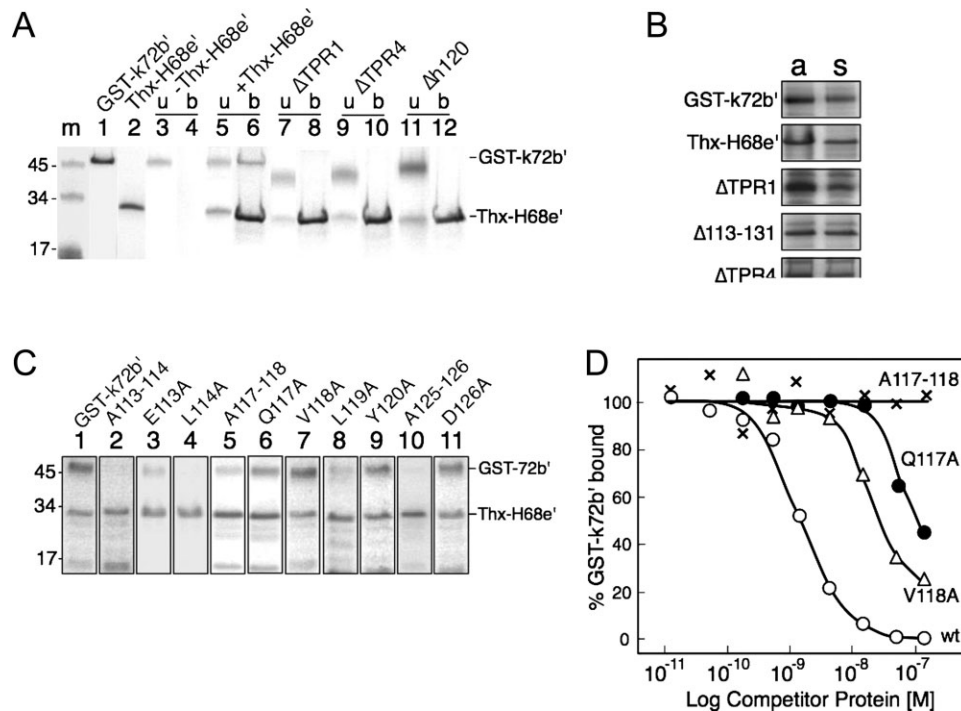 A
GST-k72b'
Thx-H68e'
-Thx-H68e'
+Thx-H68e'
ΔTPR1
ΔTPR4
Δh120
u b u b u b u b u b
m 1 2 3 4 5 6 7 8 9 10 11 12
45-
34-
17-
-GST-k72b'
-Thx-H68e'
B
a s
GST-k72b'
Thx-H68e'
ΔTPR1
Δ113-131
ΔTPR4
C
GST-k72b'
A113-114
E113A
L114A
A117-118
Q117A
V118A
L119A
Y120A
A125-126
D126A
1 2 3 4 5 6 7 8 9 10 11
45-
34-
17-
-GST-72b'
-Thx-H68e'
D
% GST-k72b' bound
120
100
80
60
40
20
0
A117-118
Q117A
V118A
wt
10-11 10-10 10-9 10-8 10-7
Log Competitor Protein [M]